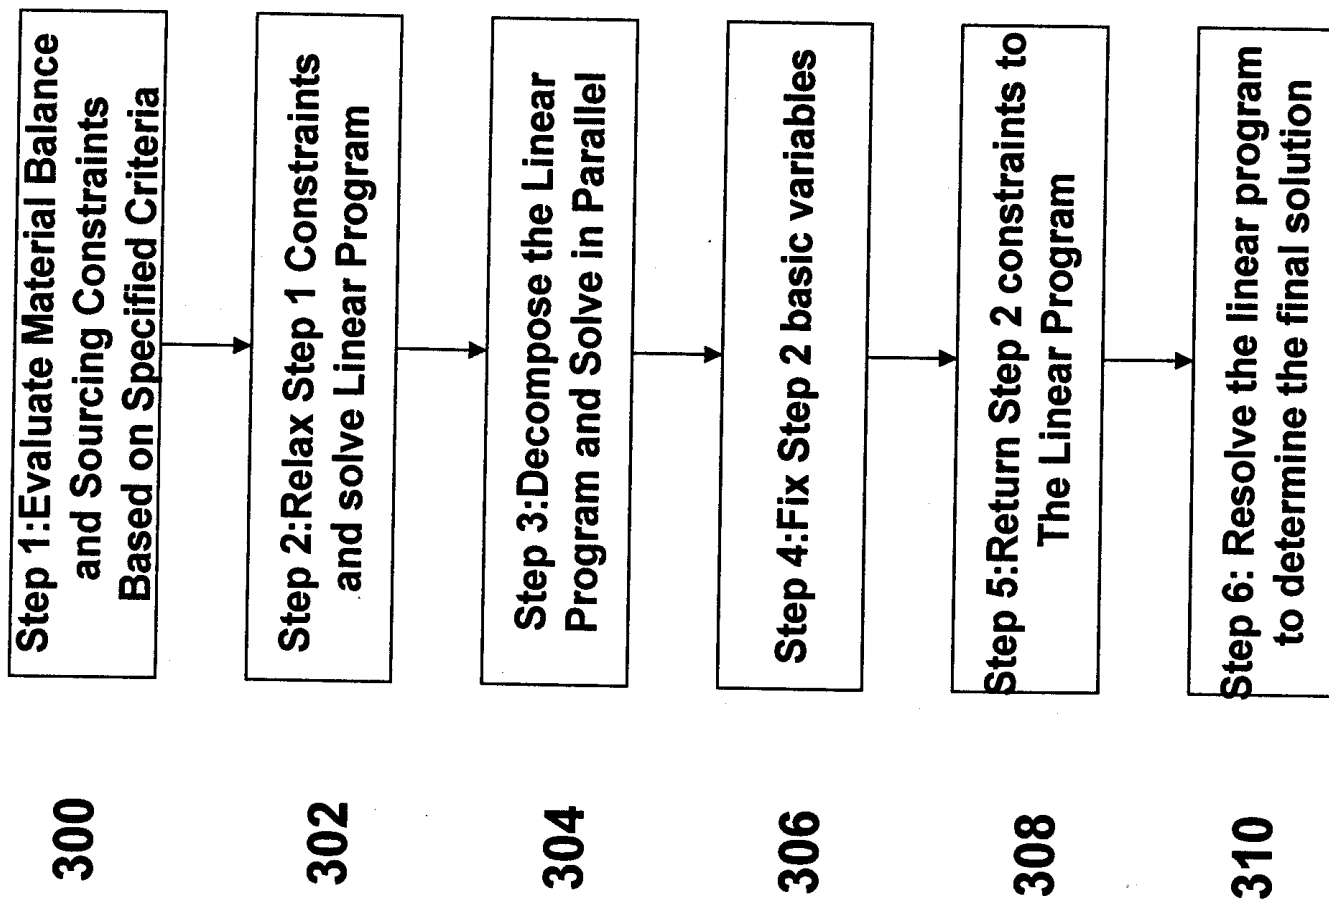 300
Step 1:Evaluate Material Balance
and Sourcing Constraints
Based on Specified Criteria
302
Step 2:Relax Step 1 Constraints
and solve Linear Program
304
Step 3:Decompose the Linear
Program and Solve in Parallel
306
Step 4:Fix Step 2 basic variables
308
Step 5:Return Step 2 constraints to
The Linear Program
310
Step 6: Resolve the linear program
to determine the final solution